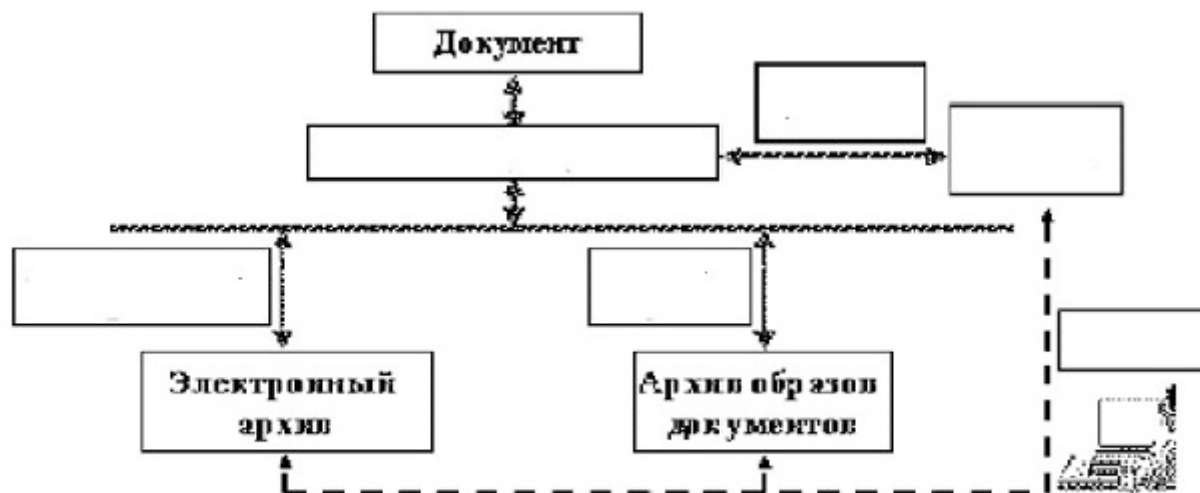 Документ
Электронный
архив
Архив образов
документов